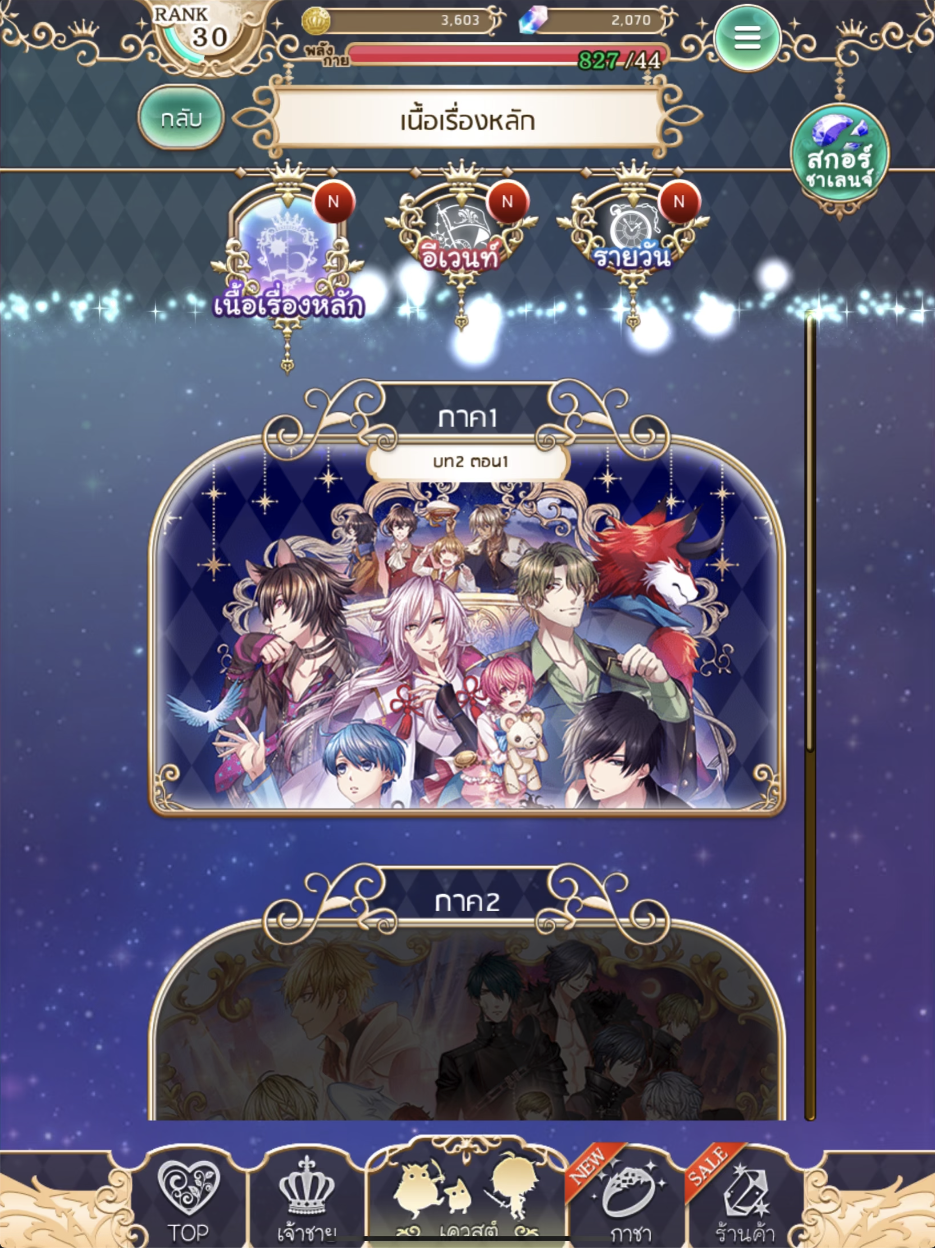 RANK
30
3,603
2,070
พลังกาย
827/44
กลับ
เนื้อเรื่องหลัก
สกอร์
ชาเลนจ์
N
N
N
เนื้อเรื่องหลัก
อีเวนท์
รายวัน
ภาค1
บท2 ตอน1
ภาค2
NEW
SALE
TOP
เจ้าชาย
เควสต์
กาชา
ร้านค้า